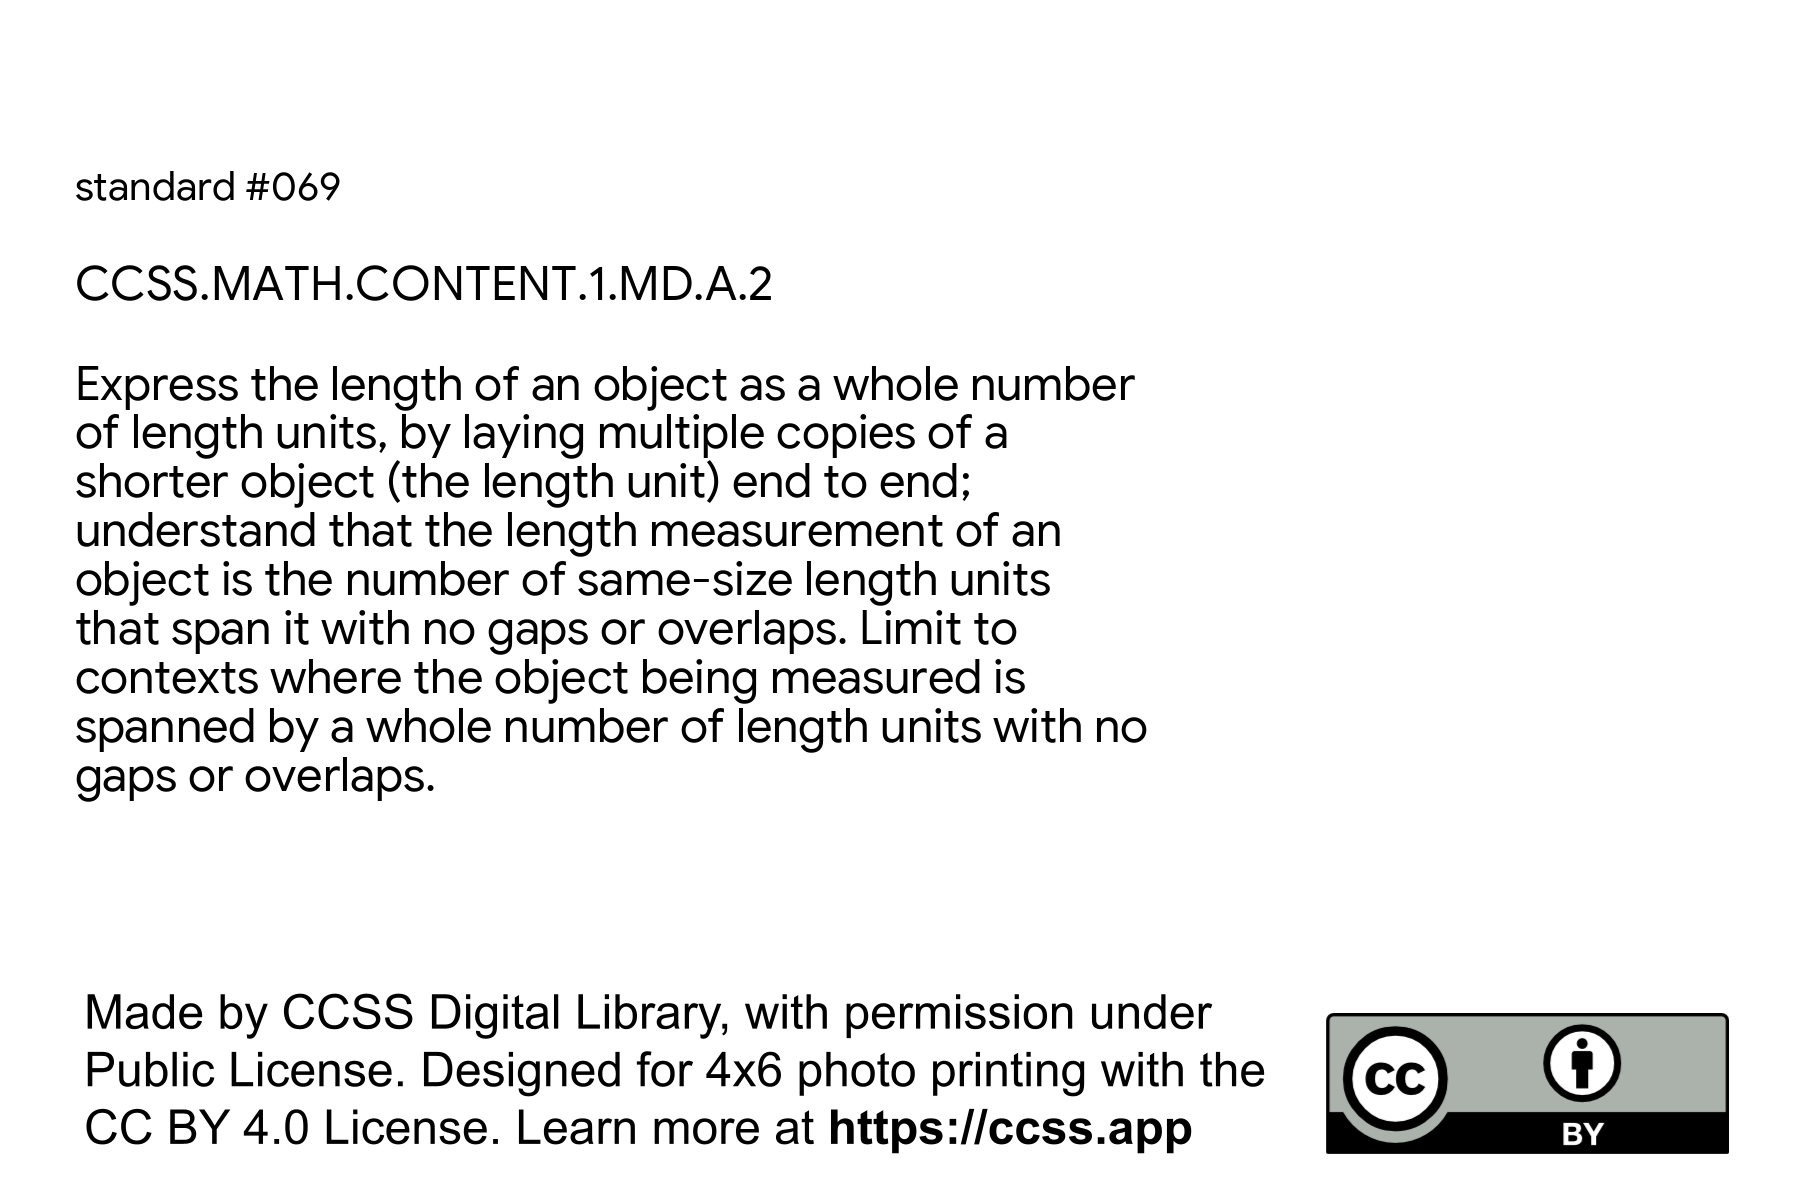 standard #069
CCSS.MATH.CONTENT.1.MD.A.2
Express the length of an object as a whole number
of length units, by laying multiple copies of a
shorter object (the length unit) end to end;
understand that the length measurement of an
object is the number of same-size length units
that span it with no gaps or overlaps. Limit to
contexts where the object being measured is
spanned by a whole number of length units with no
gaps or overlaps.
Made by CCSS Digital Library, with permission under
Public License. Designed for 4x6 photo printing with the
CC BY 4.0 License. Learn more at https://ccss.app
CC
BY